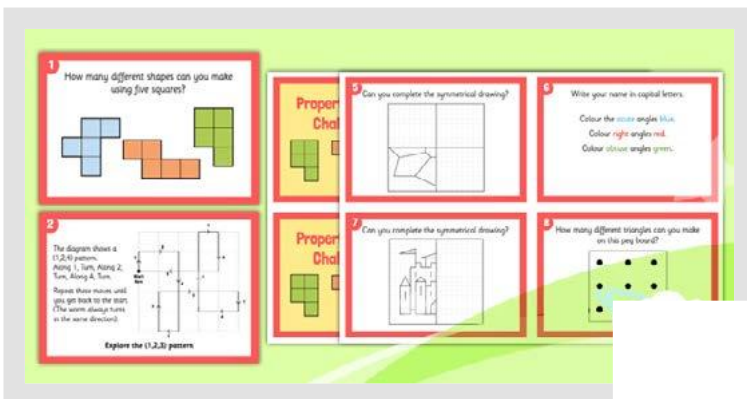 1
How many different shapes can you make
using five squares?
2
The diagram shows a
(1,2,4) pattern.
Along 1, Turn, Along 2,
Turn, Along 4, Turn.
Repeat these moves until
you get back to the start.
(The worm always turns
in the same direction).
Explore the (1,2,3) pattern
Proper
Chal
Proper
Chal
5
Can you complete the symmetrical drawing?
6
Write your name in capital letters.
Colour the acute angles blue.
Colour right angles red.
Colour obtuse angles green.
7
Can you complete the symmetrical drawing?
8
How many different triangles can you make
on this peg board?